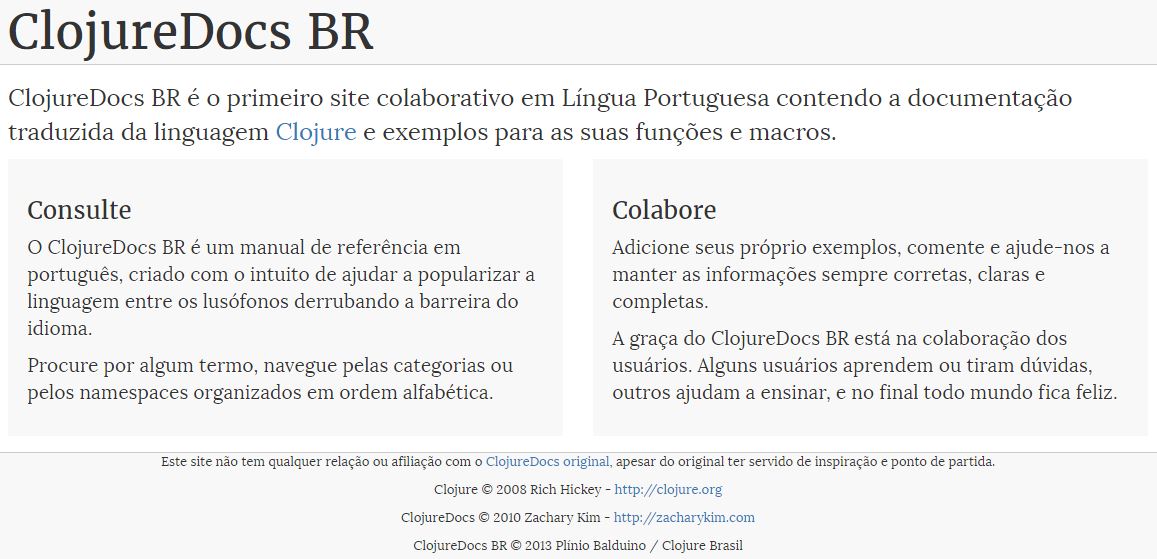 ClojureDocs BR
ClojureDocs BR é o primeiro site colaborativo em Língua Portuguesa contendo a documentação
traduzida da linguagem Clojure e exemplos para as suas funções e macros.
Consulte
O ClojureDocs BR é um manual de referência em
português, criado com o intuito de ajudar a popularizar a
linguagem entre os lusófonos derrubando a barreira do
idioma.
Procure por algum termo, navegue pelas categorias ou
pelos namespaces organizados em ordem alfabética.
Colabore
Adicione seus próprio exemplos, comente e ajude-nos a
manter as informações sempre corretas, claras e
completas.
A graça do ClojureDocs BR está na colaboração dos
usuários. Alguns usuários aprendem ou tiram dúvidas,
outros ajudam a ensinar, e no final todo mundo fica feliz.
Este site não tem qualquer relação ou afiliação com o ClojureDocs original, apesar do original ter servido de inspiração e ponto de partida.
Clojure © 2008 Rich Hickey - http://clojure.org
ClojureDocs © 2010 Zachary Kim - http://zacharykim.com
ClojureDocs BR © 2013 Plínio Balduino / Clojure Brasil